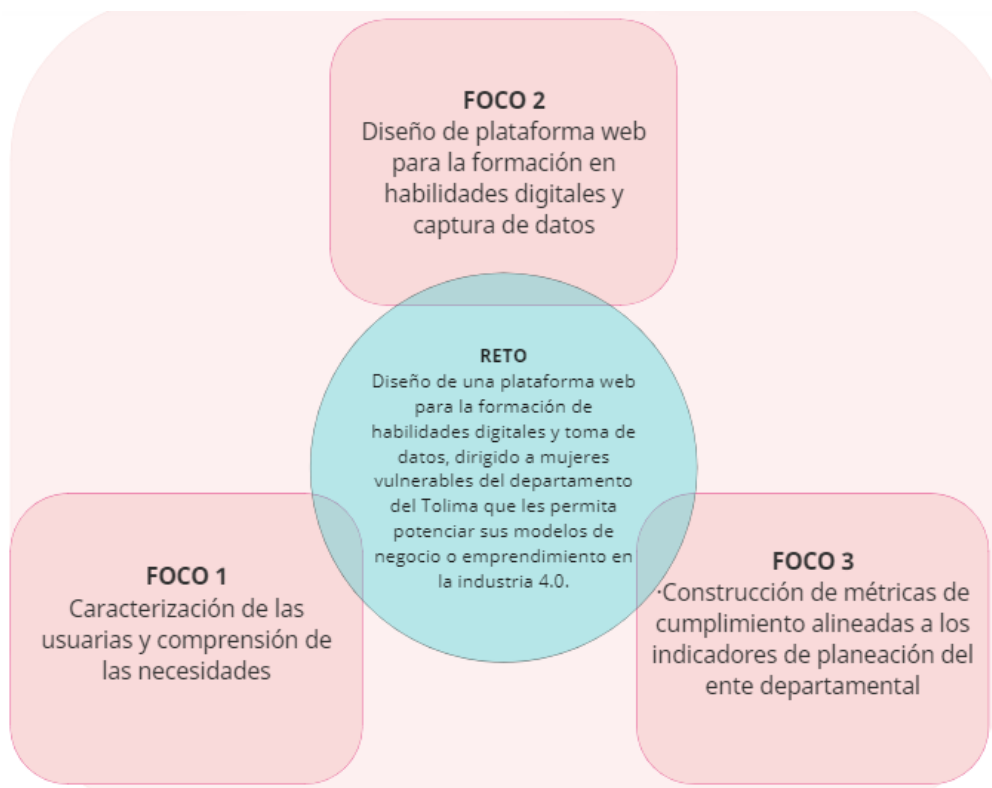 FOCO 2
Diseño de plataforma web
para la formación en
habilidades digitales y
captura de datos
RETO
Diseño de una plataforma web
para la formación de
habilidades digitales y toma de
datos, dirigido a mujeres
vulnerables del departamento
del Tolima que les permita
potenciar sus modelos de
negocio o emprendimiento en
la industria 4.0.
FOCO 1
Caracterización de las
usuarias y comprensión de
las necesidades
FOCO 3
·Construcción de métricas de
cumplimiento alineadas a los
indicadores de planeación del
ente departamental